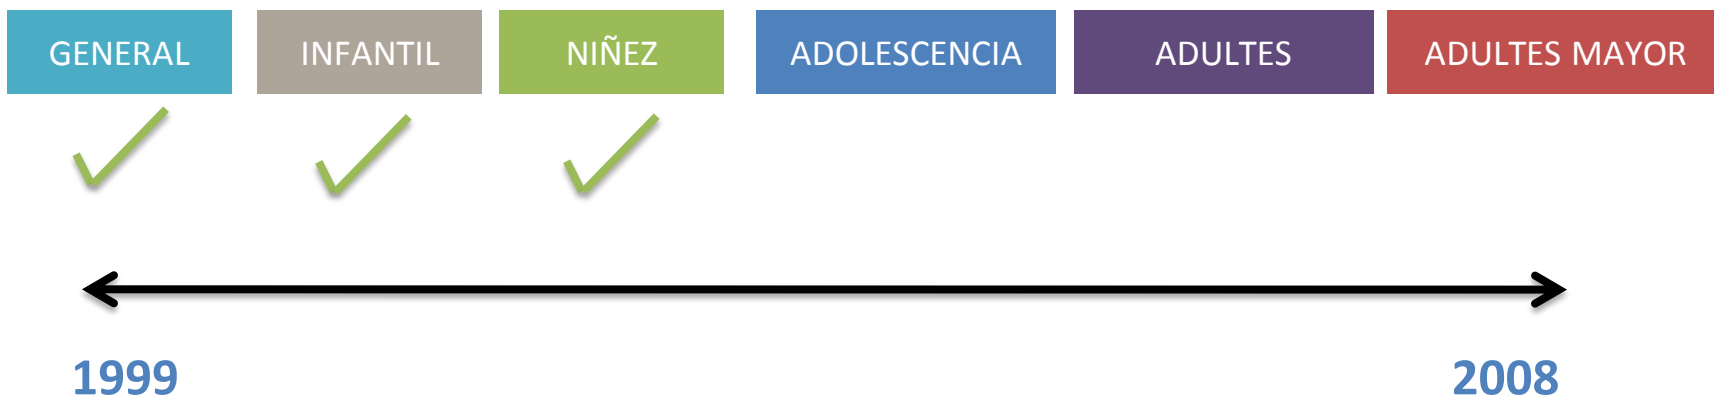 GENERAL
INFANTIL
NIÑEZ
ADOLESCENCIA
ADULTES
ADULTES MAYOR
1999
2008